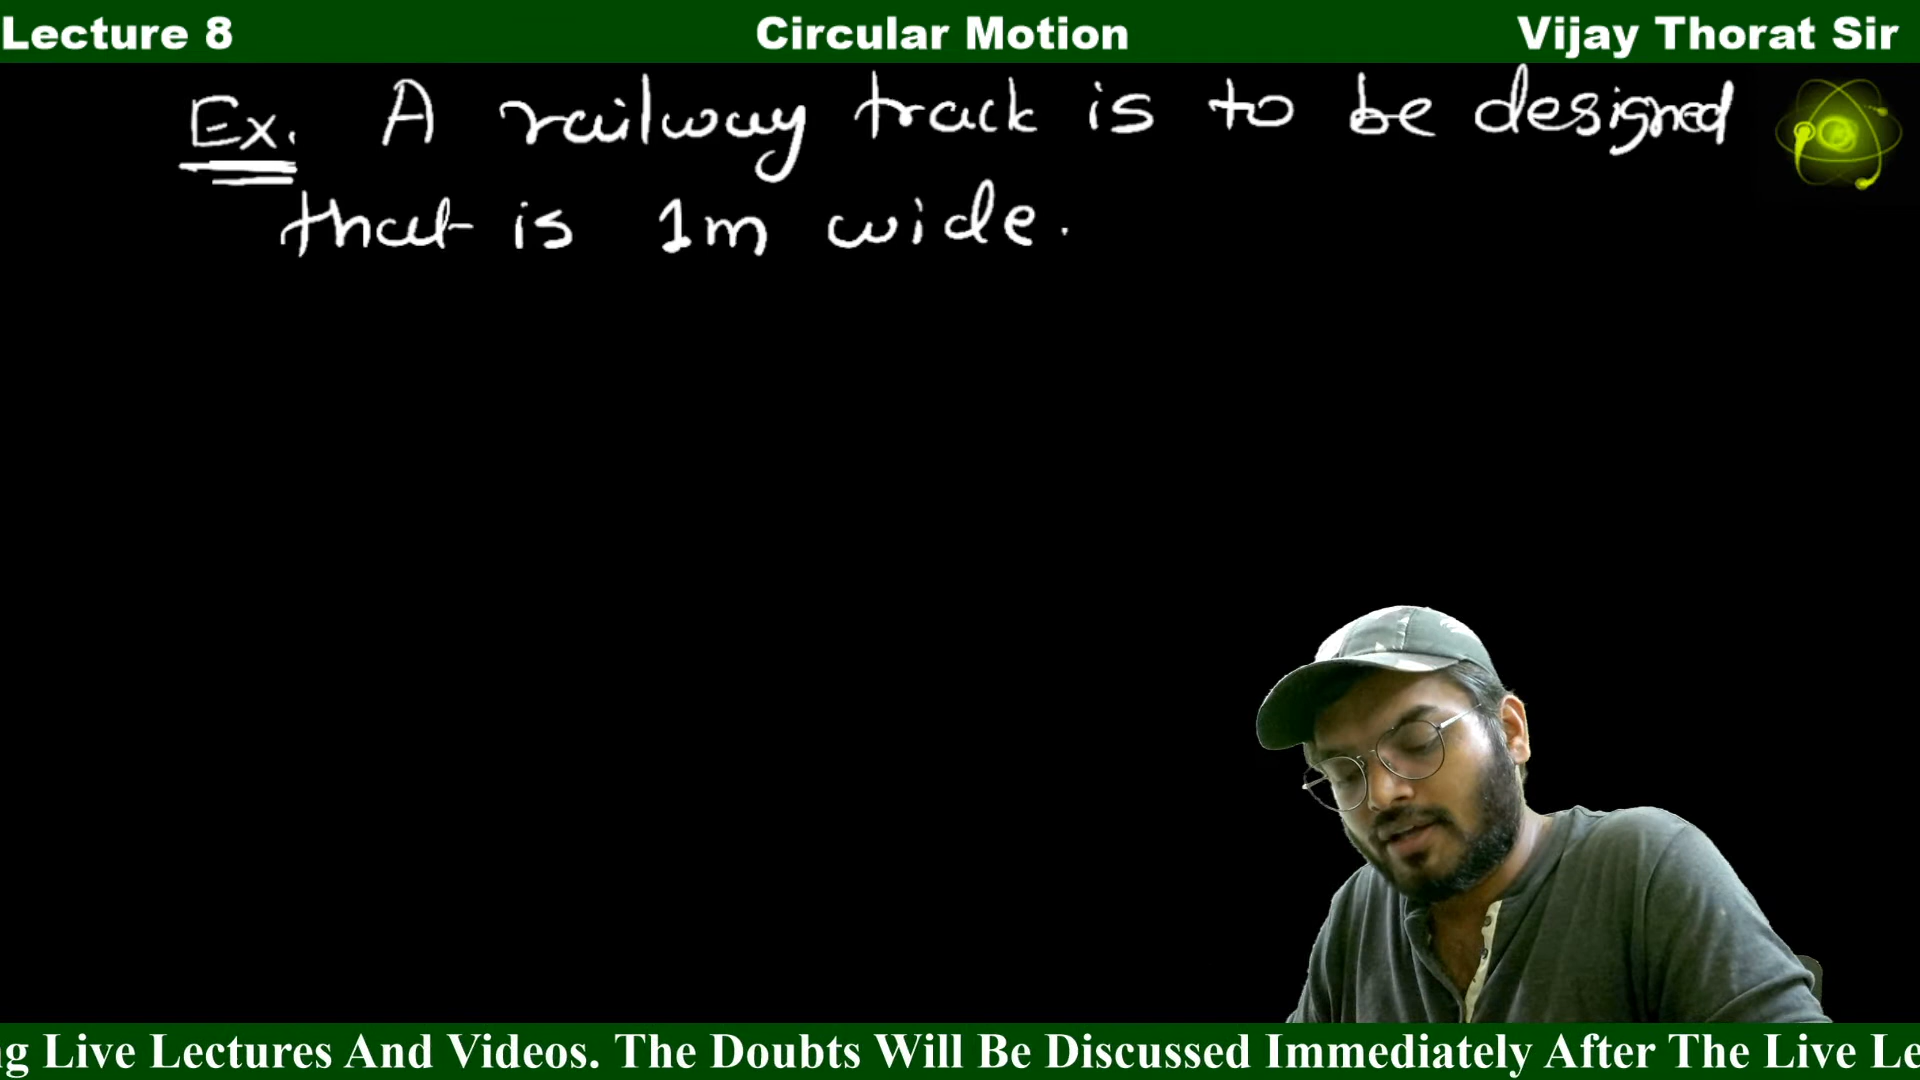 Lecture 8 Circular Motion Vijay Thorat Sir
Ex. A railway track is to be designed
that is 1m wide.
g Live Lectures And Videos. The Doubts Will Be Discussed Immediately After The Live Le